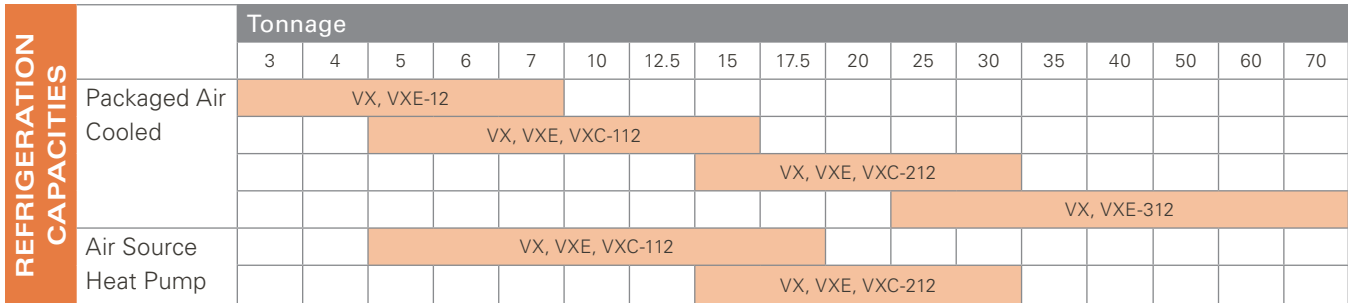 REFRIGERATION
CAPACITIES
Tonnage
3 4 5 6 7 10 12.5 15 17.5 20 25 30 35 40 50 60 70
Packaged Air
Cooled
VX, VXE-12
VX, VXE, VXC-112
VX, VXE, VXC-212
VX, VXE-312
Air Source
Heat Pump
VX, VXE, VXC-112
VX, VXE, VXC-212